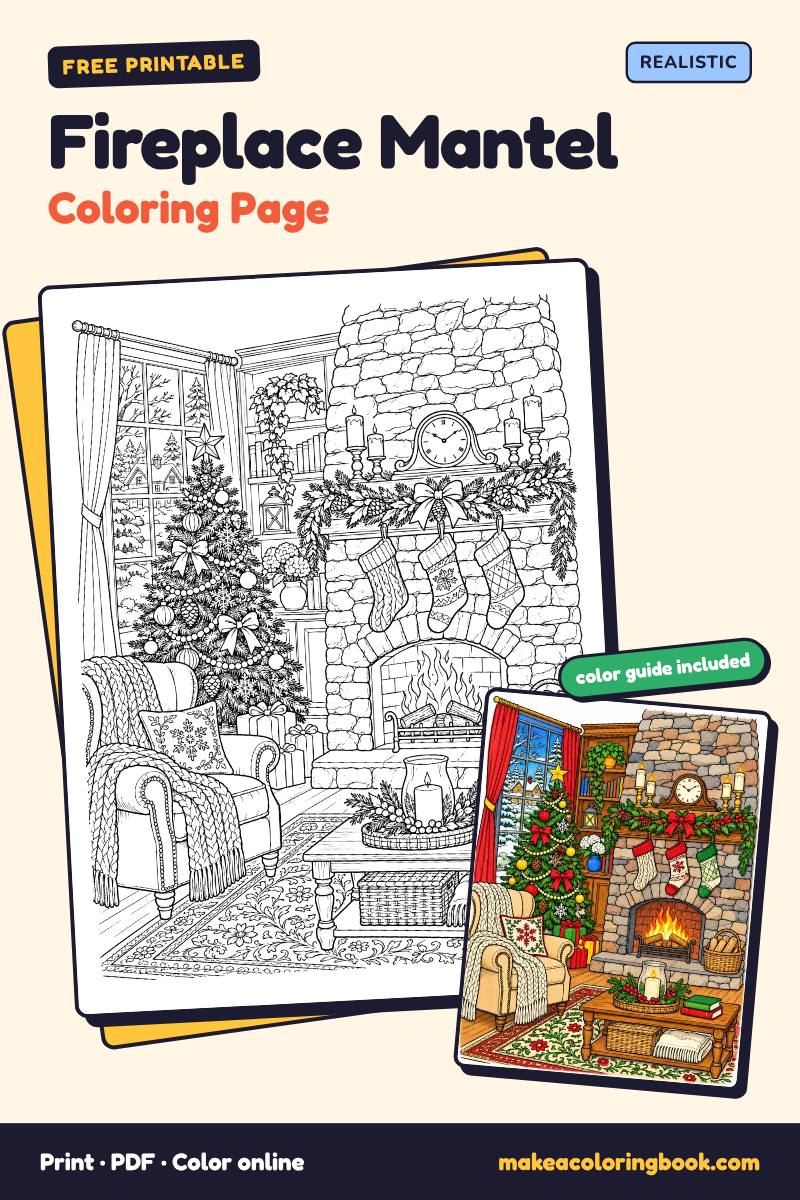 FREE PRINTABLE
REALISTIC
Fireplace Mantel
Coloring Page
color guide included
Print · PDF · Color online
makeacoloringbook.com